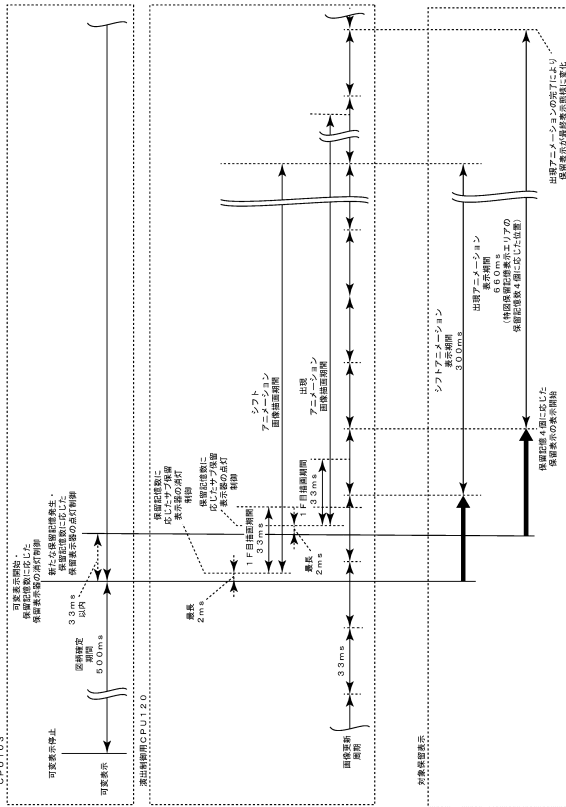 CPU103
可変表示停止
可変表示
図柄確定
期間
500ms
33ms
以内
可変表示開始・
保留記憶数に応じた
保留表示器の消灯制御
新たな保留記憶発生・
保留記憶数に応じた
保留表示器の点灯制御
演出制御用CPU120
画像更新
周期
33ms
最長
2ms
保留記憶数に
応じたサブ保留
表示器の消灯
制御
保留記憶数に
応じたサブ保留
表示器の点灯
制御
1F目描画期間
33ms
最長
2ms
1F目描画期間
33ms
シフト
アニメーション
画像描画期間
出現
アニメーション
画像描画期間
対象保留表示
シフトアニメーション
表示期間
300ms
出現アニメーション
表示期間
660ms
(特図保留記憶表示エリアの
保留記憶数4個に応じた位置)
保留記憶4個に応じた
保留表示の表示開始
出現アニメーションの完了により
保留表示が最終表示態様に変化